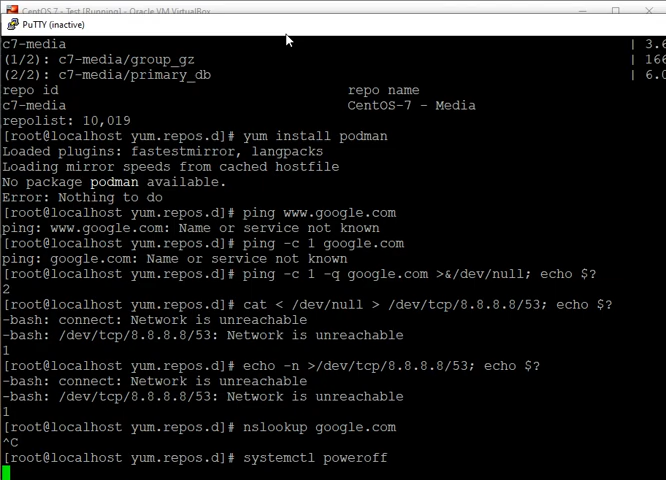 CentOS 7 - Test [Running] - Oracle VM VirtualBox
PuTTY (inactive)
c7-media | 3.6
(1/2): c7-media/group_gz | 166
(2/2): c7-media/primary_db | 6.0
repo id repo name
c7-media CentOS-7 - Media
repolist: 10,019
[root@localhost yum.repos.d]# yum install podman
Loaded plugins: fastestmirror, langpacks
Loading mirror speeds from cached hostfile
No package podman available.
Error: Nothing to do
[root@localhost yum.repos.d]# ping www.google.com
ping: www.google.com: Name or service not known
[root@localhost yum.repos.d]# ping -c 1 google.com
ping: google.com: Name or service not known
[root@localhost yum.repos.d]# ping -c 1 -q google.com >&/dev/null; echo $?
2
[root@localhost yum.repos.d]# cat < /dev/null > /dev/tcp/8.8.8.8/53; echo $?
-bash: connect: Network is unreachable
-bash: /dev/tcp/8.8.8.8/53: Network is unreachable
1
[root@localhost yum.repos.d]# echo -n >/dev/tcp/8.8.8.8/53; echo $?
-bash: connect: Network is unreachable
-bash: /dev/tcp/8.8.8.8/53: Network is unreachable
1
[root@localhost yum.repos.d]# nslookup google.com
^C
[root@localhost yum.repos.d]# systemctl poweroff